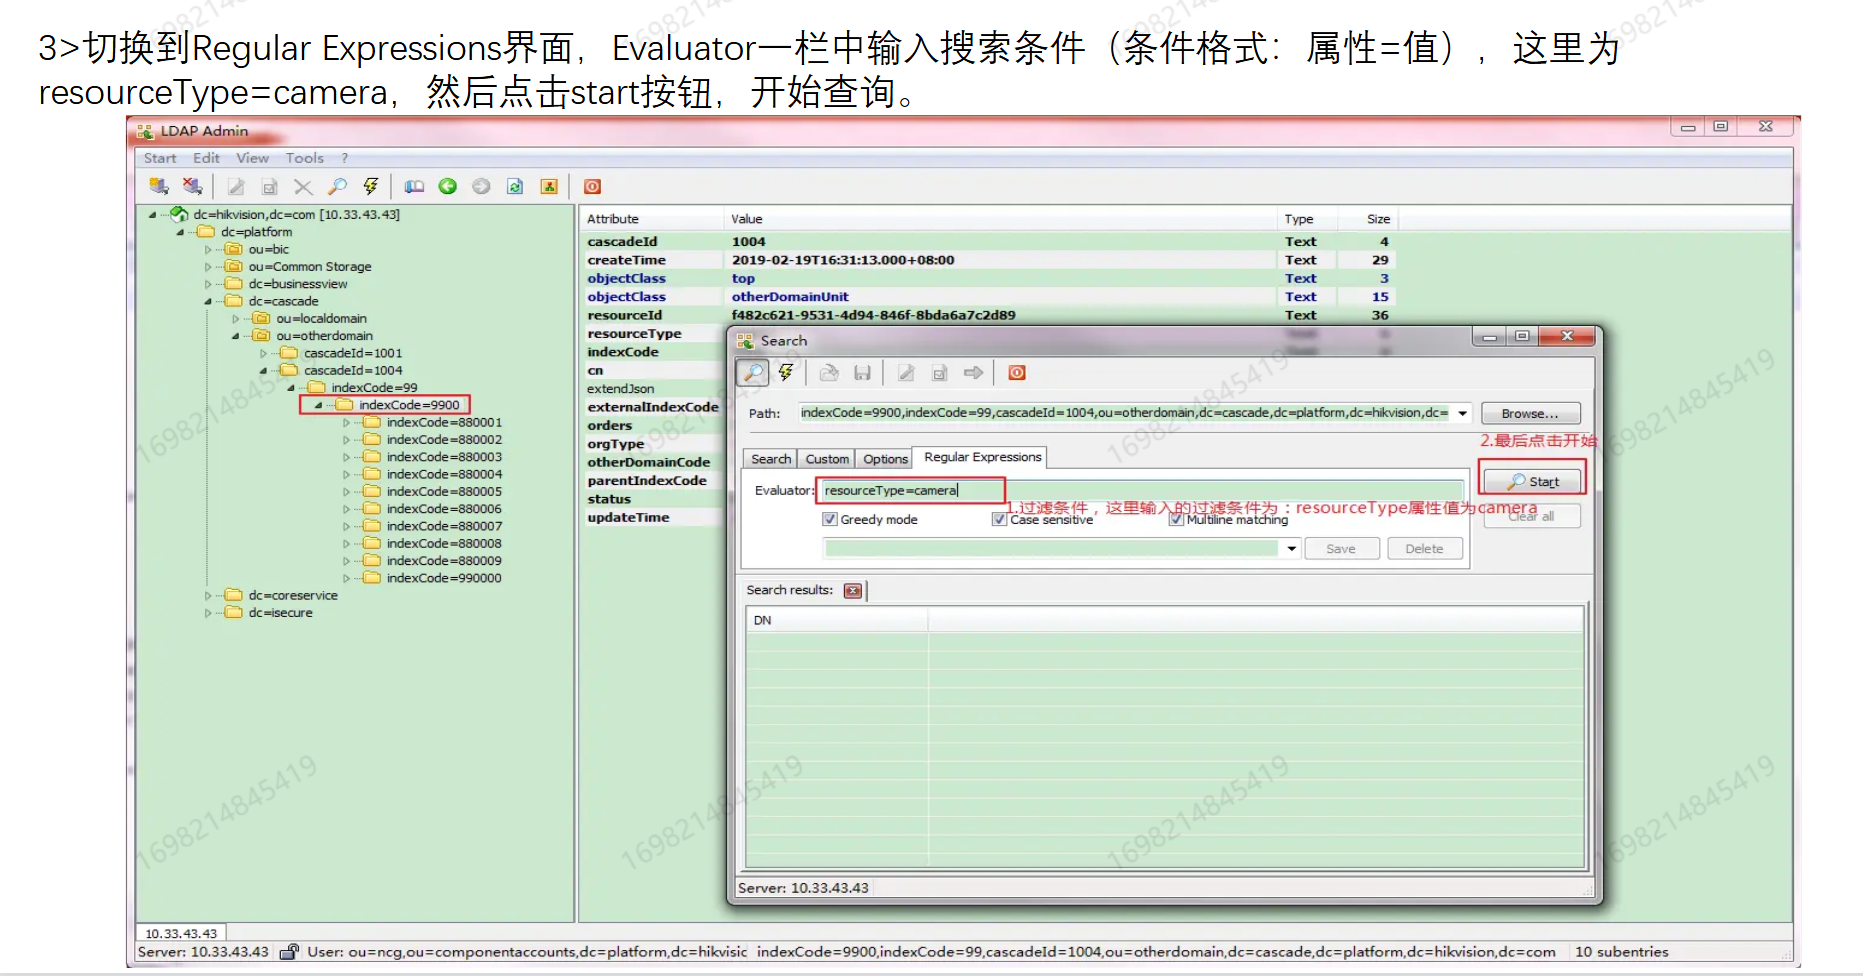 3>切换到Regular Expressions界面，Evaluator一栏中输入搜索条件（条件格式：属性=值），这里为
resourceType=camera，然后点击start按钮，开始查询。
LDAP Admin
Start Edit View Tools ?
dc=hikvision,dc=com [10.33.43.43]
dc=platform
ou=bic
ou=Common Storage
dc=businessview
dc=cascade
ou=localdomain
ou=otherdomain
cascadeId=1001
cascadeId=1004
indexCode=99
indexCode=9900
indexCode=880001
indexCode=880002
indexCode=880003
indexCode=880004
indexCode=880005
indexCode=880006
indexCode=880007
indexCode=880008
indexCode=880009
indexCode=990000
dc=coreservice
dc=isecure
Attribute Value Type Size
cascadeId 1004 Text 4
createTime 2019-02-19T16:31:13.000+08:00 Text 29
objectClass top Text 3
objectClass otherDomainUnit Text 15
resourceId f482c621-9531-4d94-846f-8bda6a7c2d89 Text 36
resourceType
indexCode
cn
extendJson
externalIndexCode
orders
orgType
otherDomainCode
parentIndexCode
status
updateTime
Search
Path: indexCode=9900,indexCode=99,cascadeId=1004,ou=otherdomain,dc=cascade,dc=platform,dc=hikvision,dc= Browse...
2.最后点击开始
Search Custom Options Regular Expressions
Evaluator: resourceType=camera Start
1.过滤条件，这里输入的过滤条件为：resourceType属性值为camera
Greedy mode Case sensitive Multiline matching Clear all
Save Delete
Search results:
DN
Server: 10.33.43.43
10.33.43.43
Server: 10.33.43.43 User: ou=ncg,ou=componentaccounts,dc=platform,dc=hikvisic indexCode=9900,indexCode=99,cascadeId=1004,ou=otherdomain,dc=cascade,dc=platform,dc=hikvision,dc=com 10 subentries
1698214845419
1698214845419
1698214845419
1698214845419
1698214845419
1698214845419
1698214845419
1698214845419